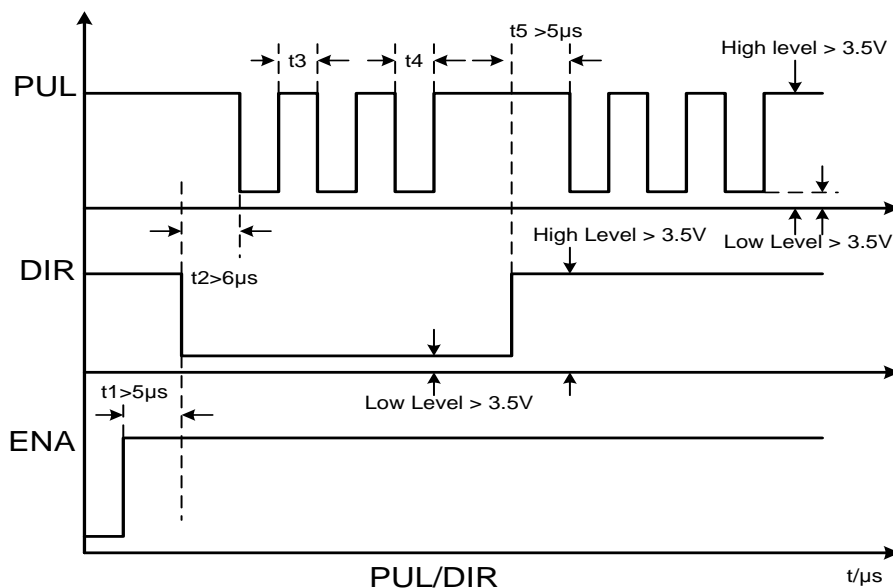 t5 >5μs
t3
t4
High level > 3.5V
PUL
High Level > 3.5V
Low Level > 3.5V
DIR
t2>6μs
t1>5μs
Low Level > 3.5V
ENA
PUL/DIR
t/μs